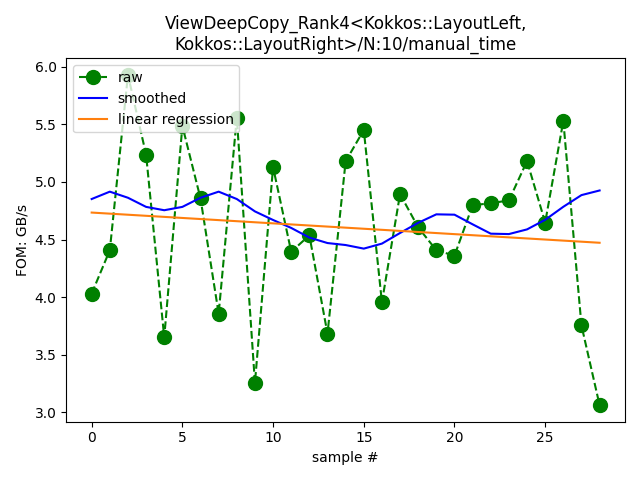 ViewDeepCopy_Rank4<Kokkos::LayoutLeft,
Kokkos::LayoutRight>/N:10/manual_time
raw
smoothed
linear regression
FOM: GB/s
6.0
5.5
5.0
4.5
4.0
3.5
3.0
0 5 10 15 20 25
sample #